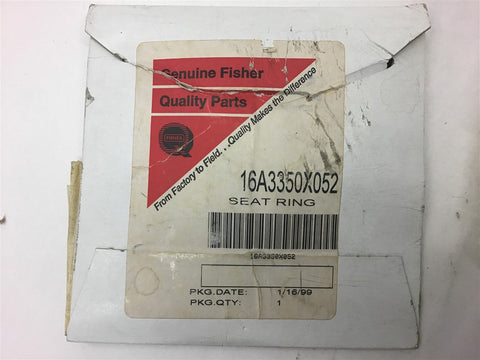 Genuine Fisher
Quality Parts
FISHER
From Factory to Field. . .Quality Makes the Difference
16A3350X052
SEAT RING
16A3350X052
PKG.DATE: 1/16/99
PKG.QTY: 1